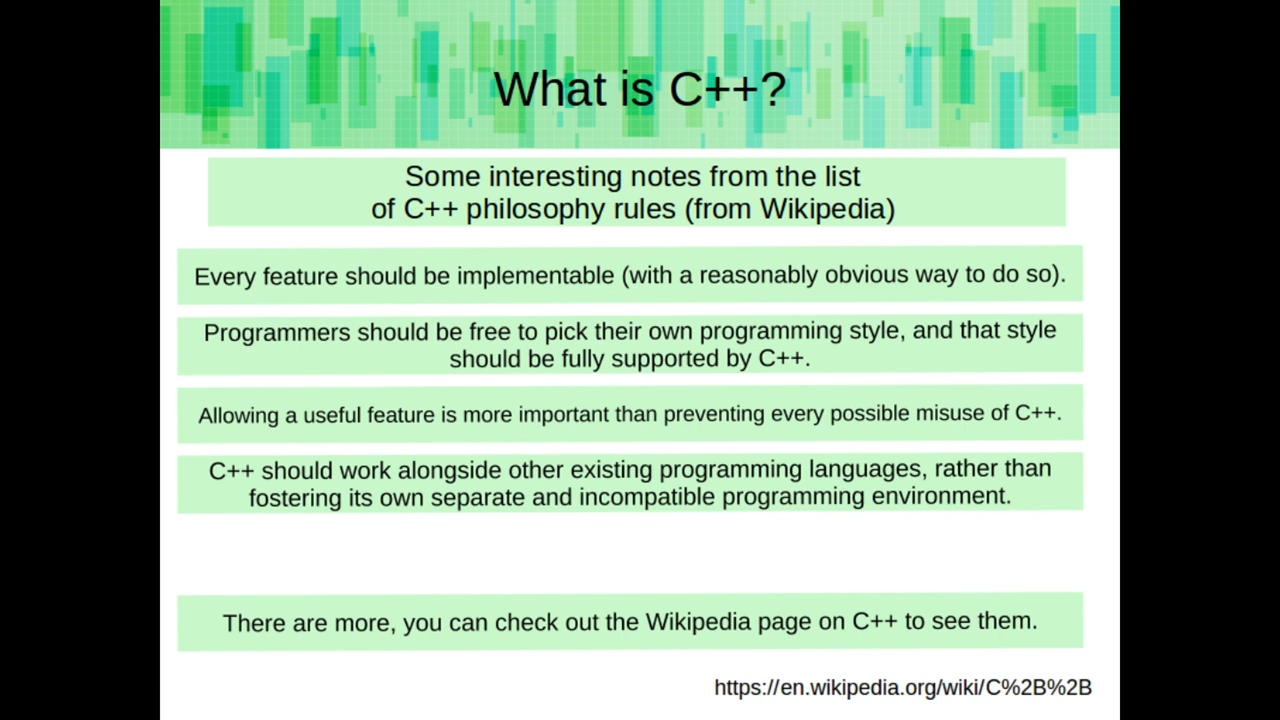 What is C++?
Some interesting notes from the list
of C++ philosophy rules (from Wikipedia)
Every feature should be implementable (with a reasonably obvious way to do so).
Programmers should be free to pick their own programming style, and that style
should be fully supported by C++.
Allowing a useful feature is more important than preventing every possible misuse of C++.
C++ should work alongside other existing programming languages, rather than
fostering its own separate and incompatible programming environment.
There are more, you can check out the Wikipedia page on C++ to see them.
https://en.wikipedia.org/wiki/C%2B%2B